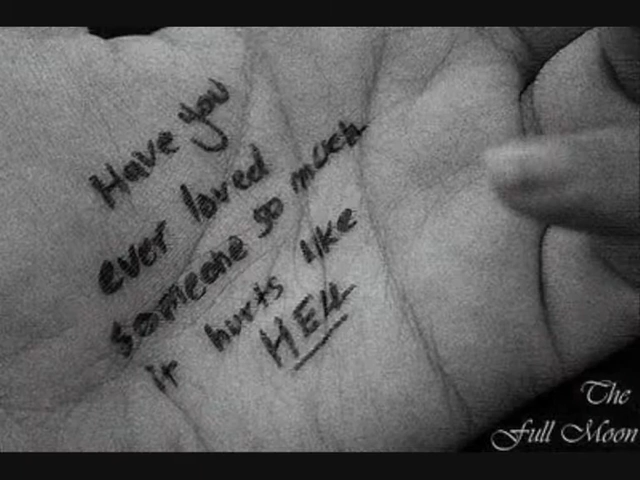 Have you
ever loved
someone so much
it hurts like
HELL
The
Full Moon